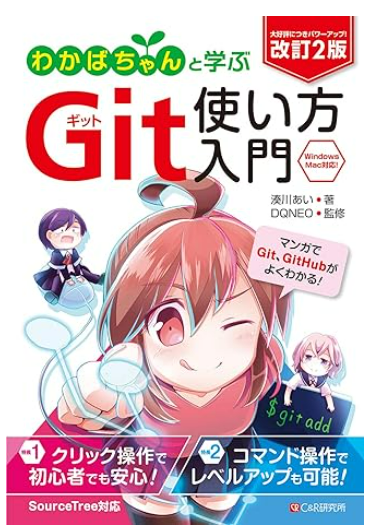 大好評につきパワーアップ!
改訂2版
わかばちゃんと学ぶ
ギット
Git使い方入門
Windows
Mac対応!
湊川あい・著
DQNEO・監修
マンガで
Git、GitHubが
よくわかる!
$git add
特長1
クリック操作で
初心者でも安心!
特長2
コマンド操作で
レベルアップも可能!
SourceTree対応
C&R研究所